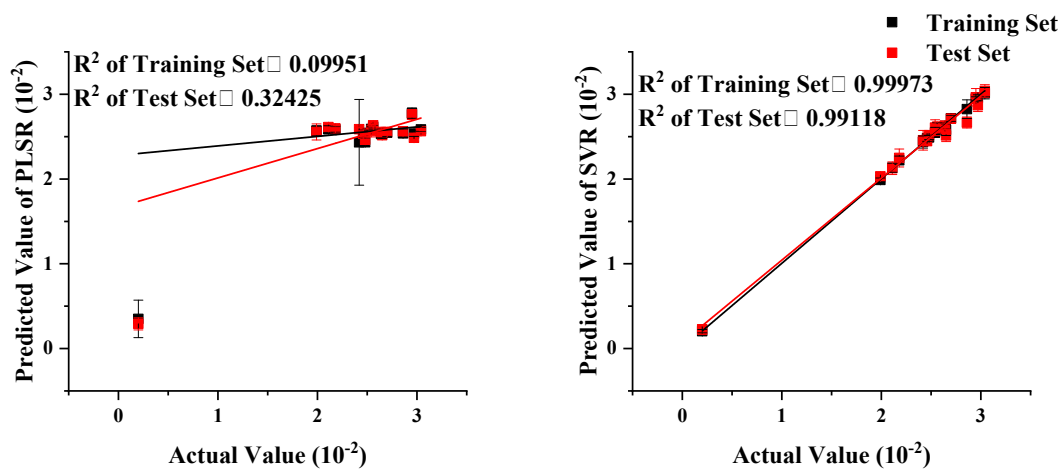 Training Set
Test Set
R² of Training Set□ 0.09951
R² of Test Set□ 0.32425
Predicted Value of PLSR (10⁻²)
3
2
1
0
0
2
3
Actual Value (10⁻²)
R² of Training Set□ 0.99973
R² of Test Set□ 0.99118
Predicted Value of SVR (10⁻²)
3
2
1
0
0
2
3
Actual Value (10⁻²)